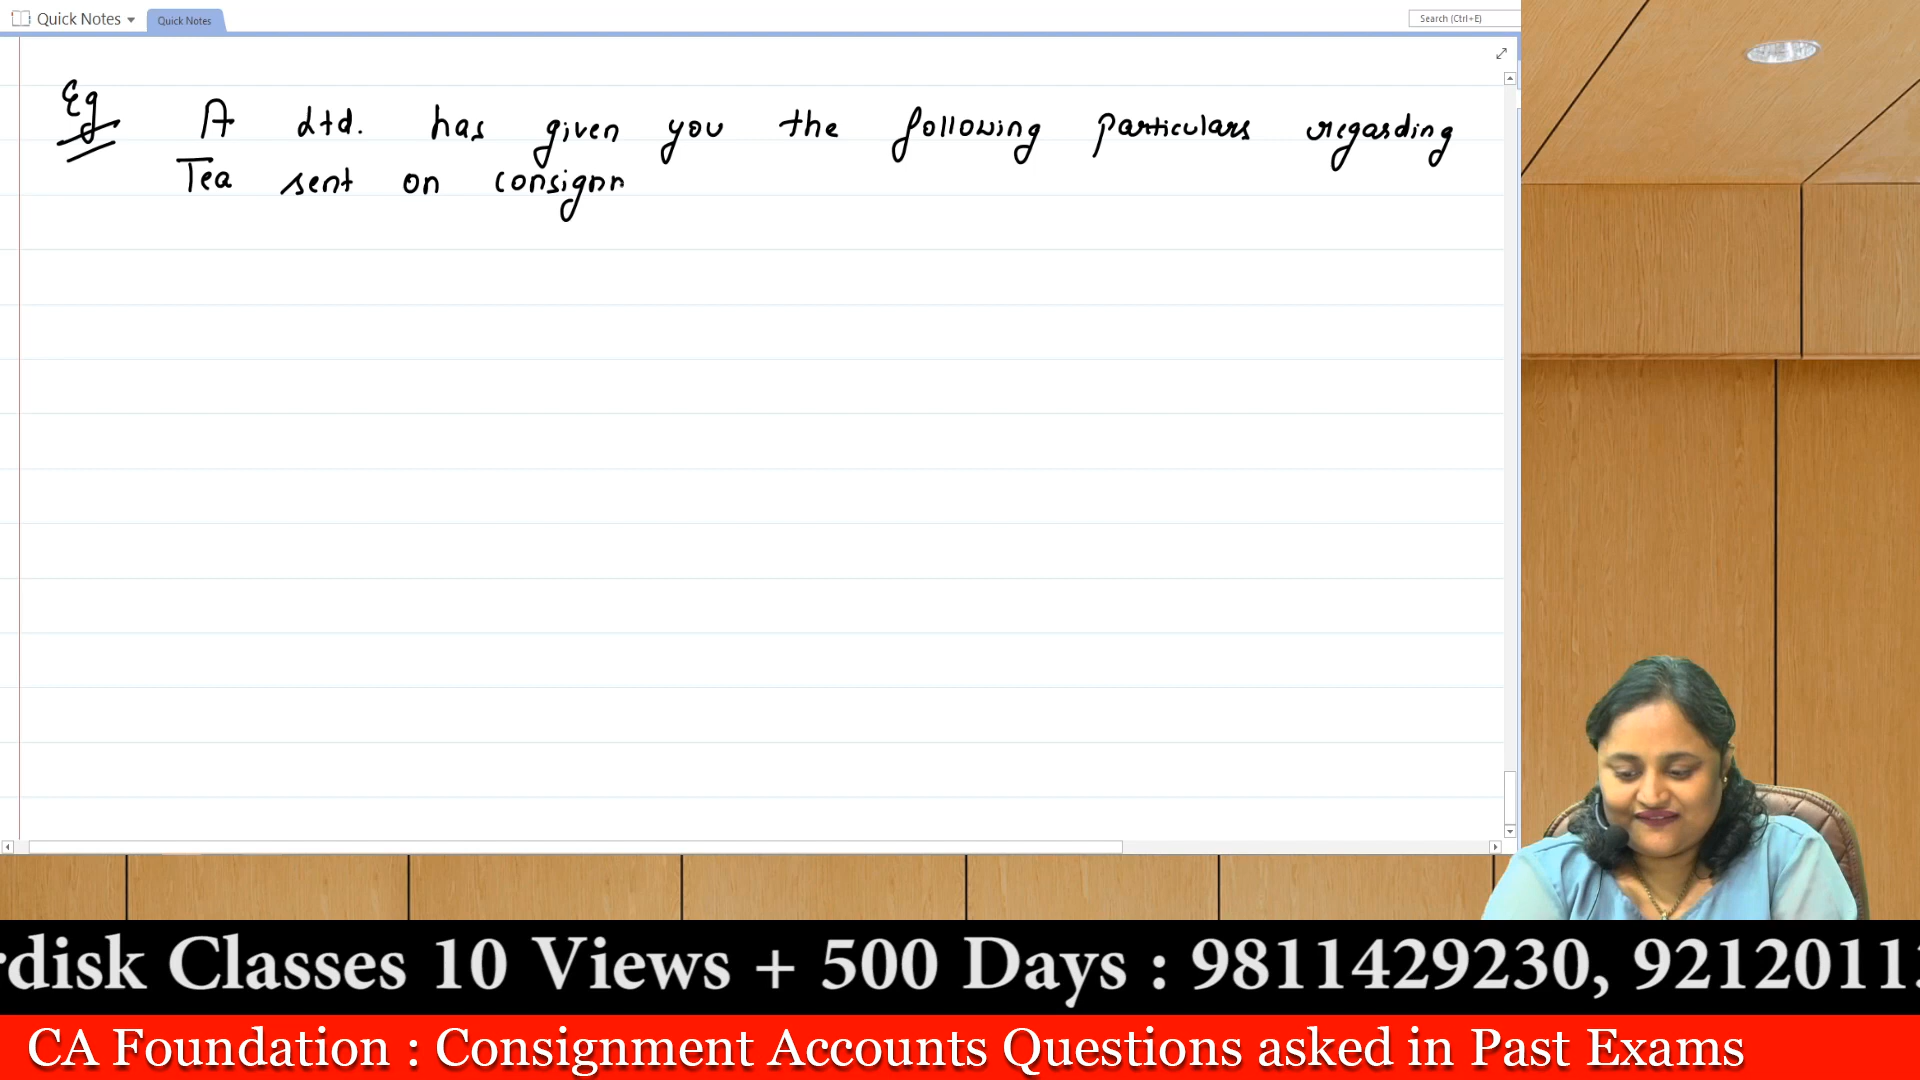 Quick Notes
Quick Notes
Search (Ctrl+E)
Eg A Ltd. has given you the following particulars regarding
Tea sent on consignm
rdisk Classes 10 Views + 500 Days : 9811429230, 92120113
CA Foundation : Consignment Accounts Questions asked in Past Exams